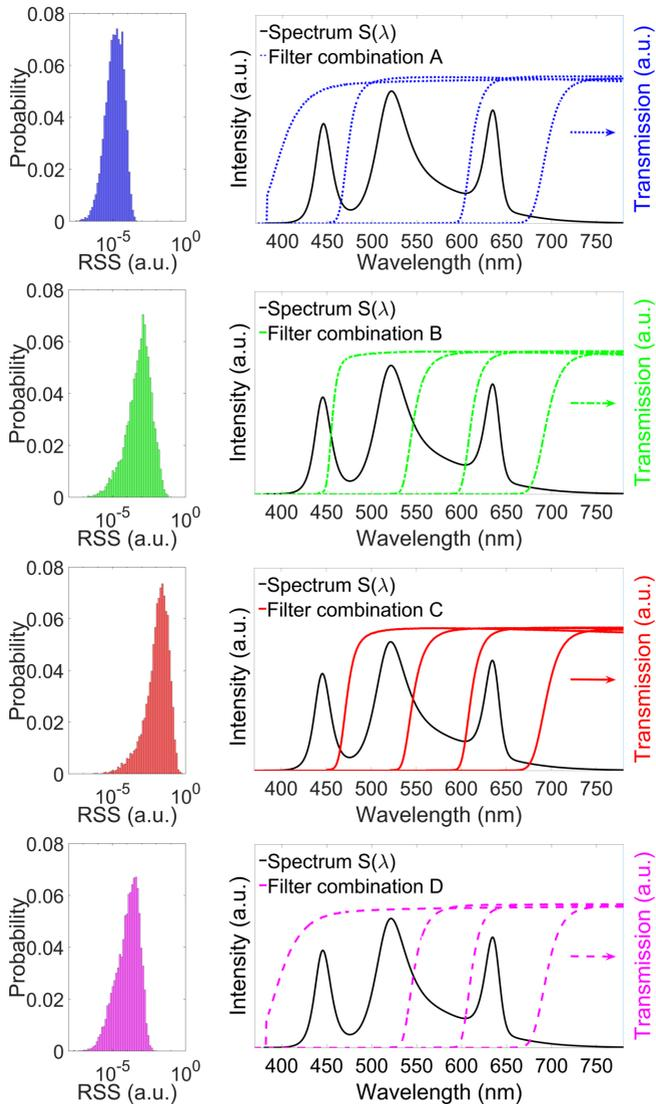 0.08
0.06
0.04
0.02
0
Probability
10^-5 10^0
RSS (a.u.)
Spectrum S(λ)
Filter combination A
Intensity (a.u.)
Transmission (a.u.)
400 450 500 550 600 650 700 750
Wavelength (nm)
0.08
0.06
0.04
0.02
0
Probability
10^-5 10^0
RSS (a.u.)
Spectrum S(λ)
Filter combination B
Intensity (a.u.)
Transmission (a.u.)
400 450 500 550 600 650 700 750
Wavelength (nm)
0.08
0.06
0.04
0.02
0
Probability
10^-5 10^0
RSS (a.u.)
Spectrum S(λ)
Filter combination C
Intensity (a.u.)
Transmission (a.u.)
400 450 500 550 600 650 700 750
Wavelength (nm)
0.08
0.06
0.04
0.02
0
Probability
10^-5 10^0
RSS (a.u.)
Spectrum S(λ)
Filter combination D
Intensity (a.u.)
Transmission (a.u.)
400 450 500 550 600 650 700 750
Wavelength (nm)